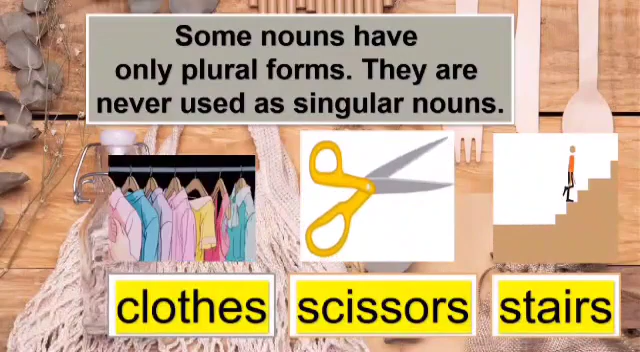 Some nouns have
only plural forms. They are
never used as singular nouns.
clothes scissors stairs